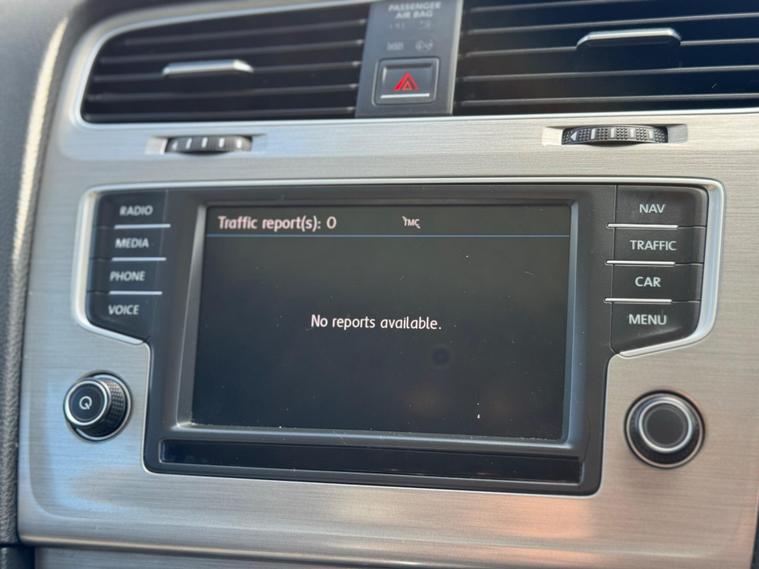 PASSENGER
AIR BAG
RADIO
MEDIA
PHONE
VOICE
Traffic report(s): 0 TMC
No reports available.
NAV
TRAFFIC
CAR
MENU